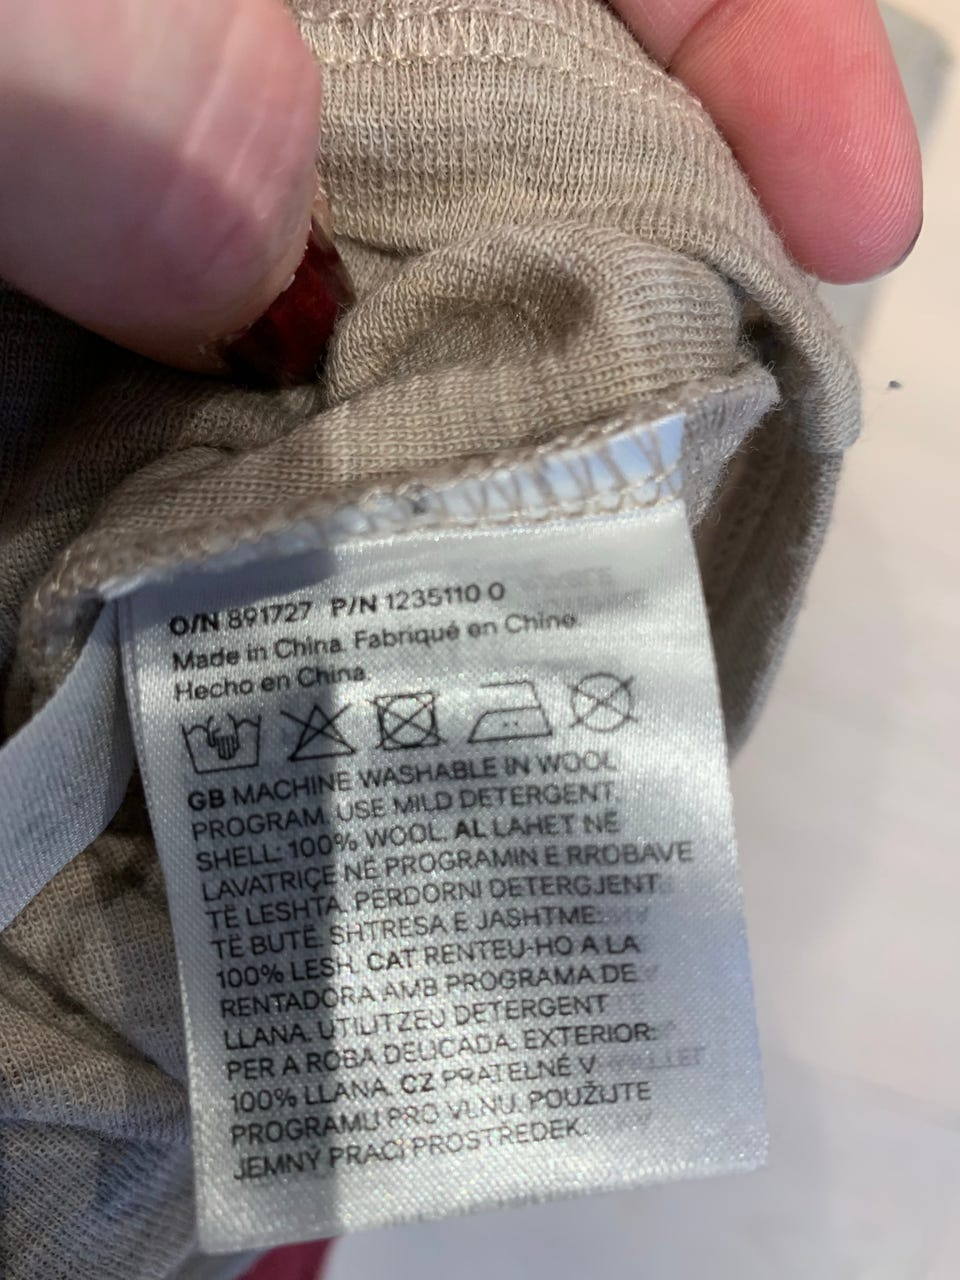 O/N 891727 P/N 1235110 0
Made in China. Fabriqué en Chine.
Hecho en China.
GB MACHINE WASHABLE IN WOOL
PROGRAM. USE MILD DETERGENT.
SHELL: 100% WOOL. AL LAHET NË
LAVATRIÇE NË PROGRAMIN E RROBAVE
TË LESHTA. PËRDORNI DETERGJENT
TË BUTË. SHTRESA E JASHTME:
100% LESH. CAT RENTEU-HO A LA
RENTADORA AMB PROGRAMA DE
LLANA. UTILITZEU DETERGENT
PER A ROBA DELICADA. EXTERIOR:
100% LLANA. CZ PRATELNÉ V
PROGRAMU PRO VLNU. POUŽIJTE
JEMNÝ PRACÍ PROSTŘEDEK.